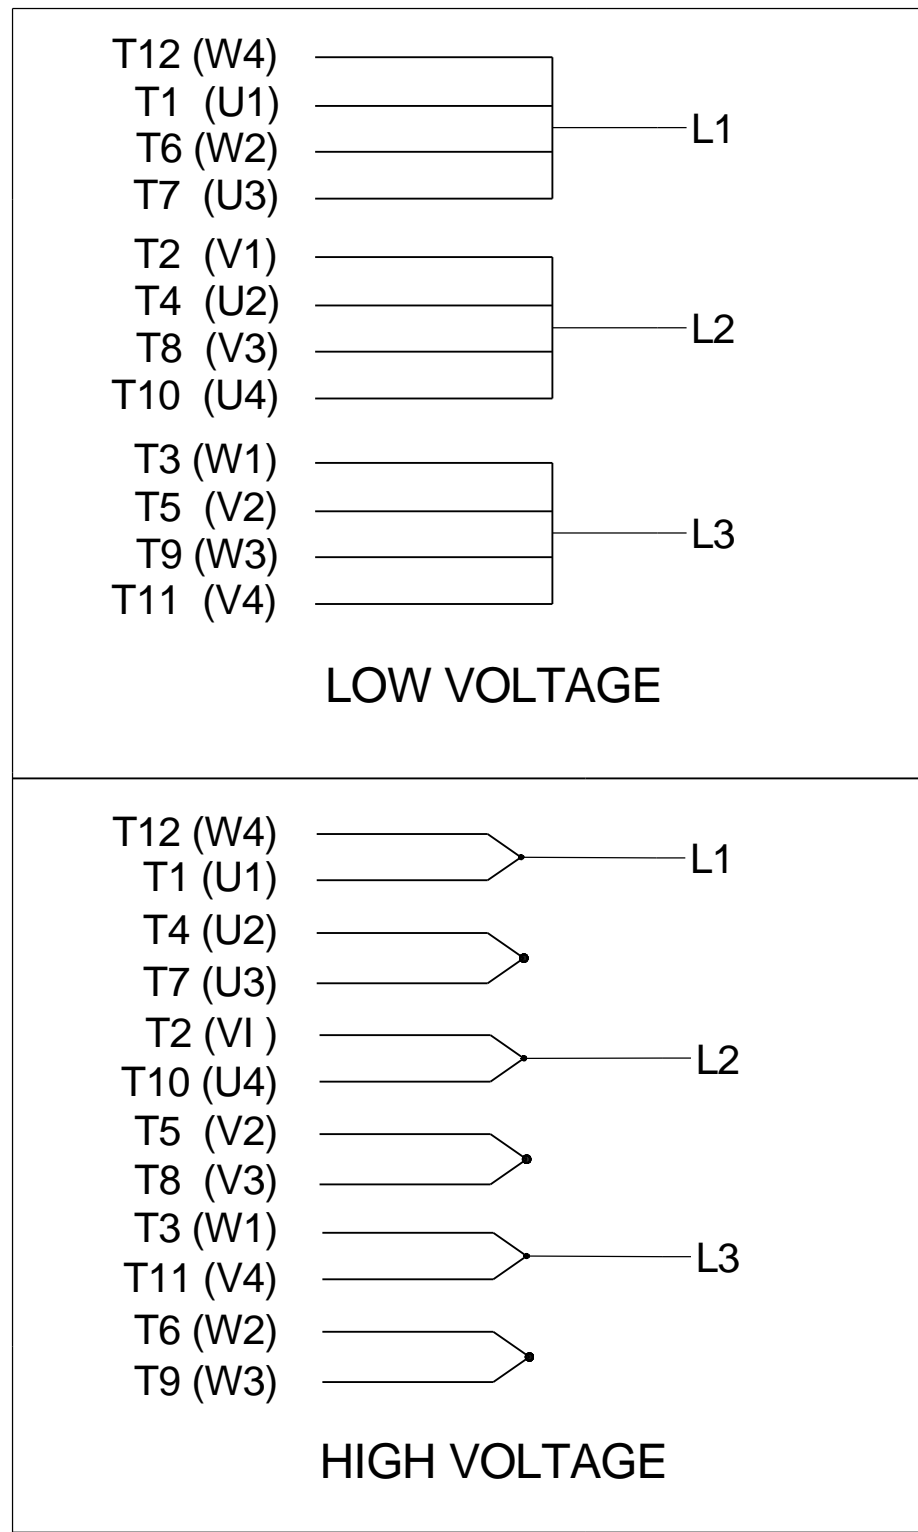 T12 (W4)
T1 (U1)
L1
T6 (W2)
T7 (U3)
T2 (V1)
T4 (U2)
L2
T8 (V3)
T10 (U4)
T3 (W1)
T5 (V2)
L3
T9 (W3)
T11 (V4)
LOW VOLTAGE
T12 (W4)
L1
T1 (U1)
T4 (U2)
T7 (U3)
T2 (VI )
L2
T10 (U4)
T5 (V2)
T8 (V3)
T3 (W1)
L3
T11 (V4)
T6 (W2)
T9 (W3)
HIGH VOLTAGE